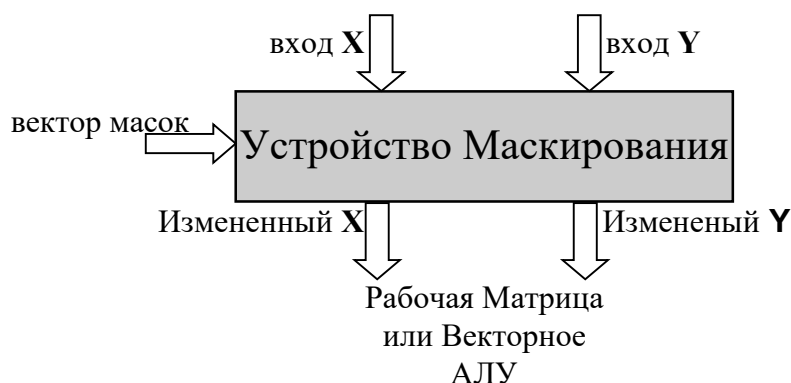 вход X
вход Y
вектор масок
Устройство Маскирования
Измененный X
Измененый Y
Рабочая Матрица
или Векторное
АЛУ